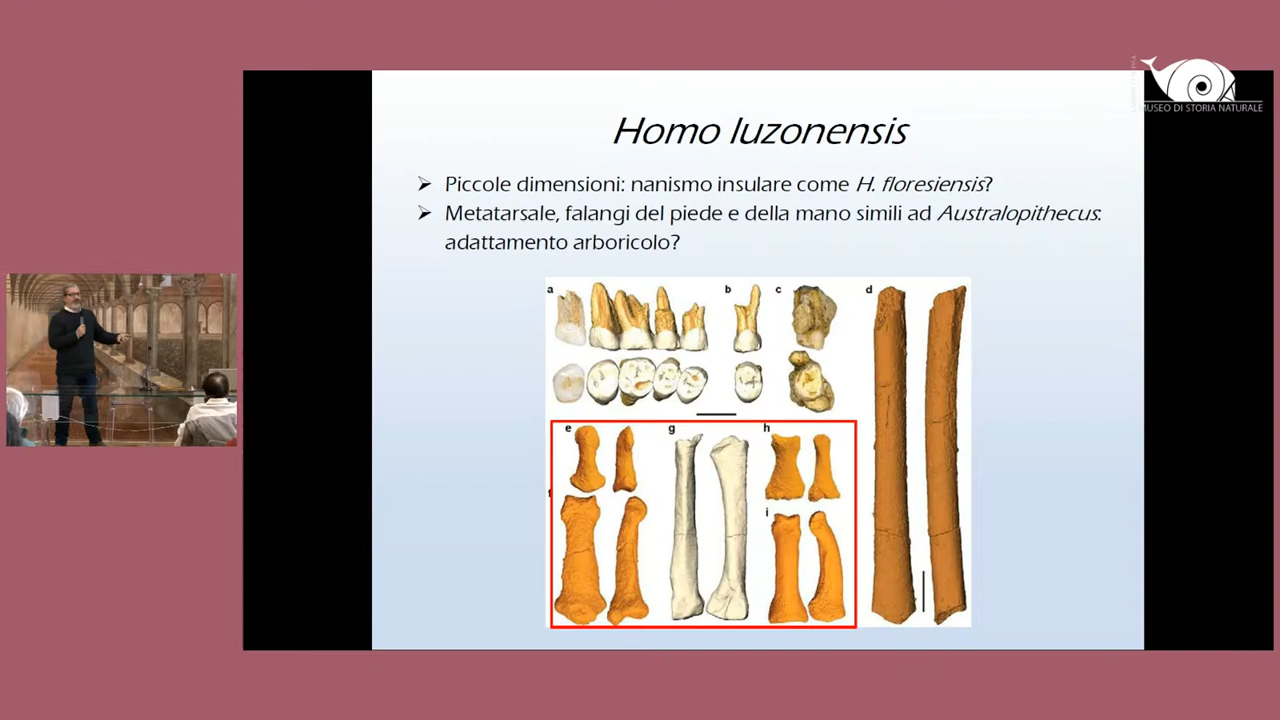 MUSEO DI STORIA NATURALE
Homo luzonensis
Piccole dimensioni: nanismo insulare come H. floresiensis?
Metatarsale, falangi del piede e della mano simili ad Australopithecus:
adattamento arboricolo?
a b c d
e g h
f
i